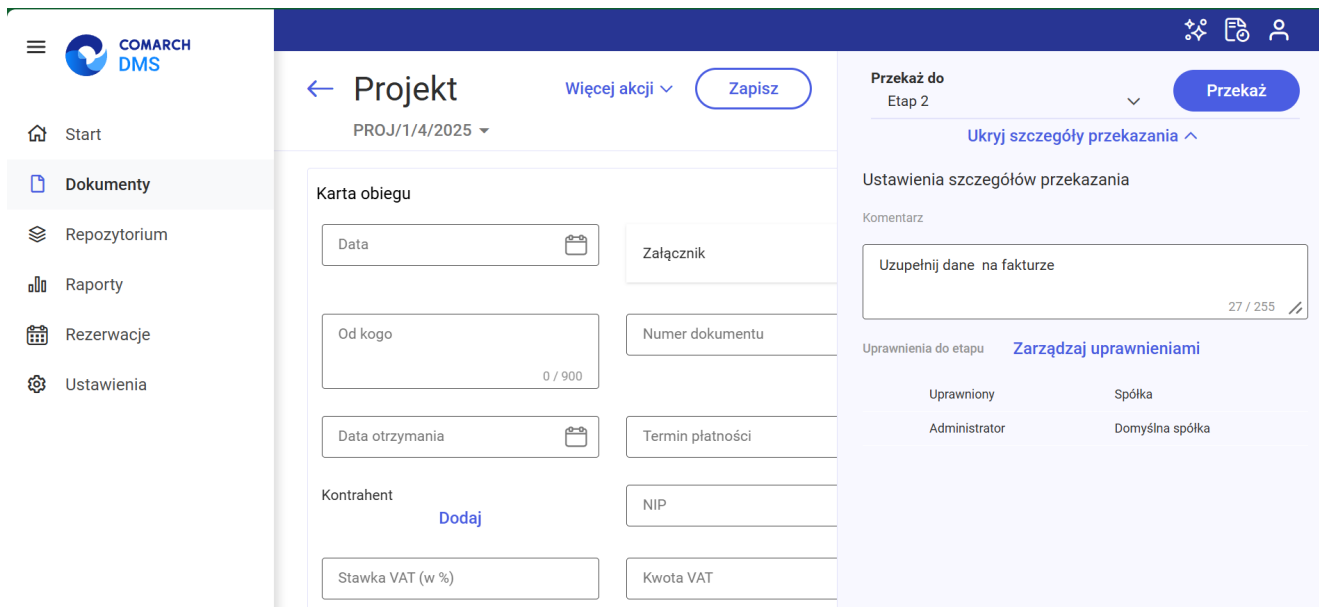 COMARCH
DMS
Start
Dokumenty
Repozytorium
Raporty
Rezerwacje
Ustawienia
Projekt
Więcej akcji
Zapisz
PROJ/1/4/2025
Karta obiegu
Data
Załącznik
Od kogo
0 / 900
Numer dokumentu
Data otrzymania
Termin płatności
Kontrahent
Dodaj
NIP
Stawka VAT (w %)
Kwota VAT
Przekaż do
Etap 2
Przekaż
Ukryj szczegóły przekazania
Ustawienia szczegółów przekazania
Komentarz
Uzupełnij dane  na fakturze
27 / 255
Uprawnienia do etapu
Zarządzaj uprawnieniami
Uprawniony
Spółka
Administrator
Domyślna spółka